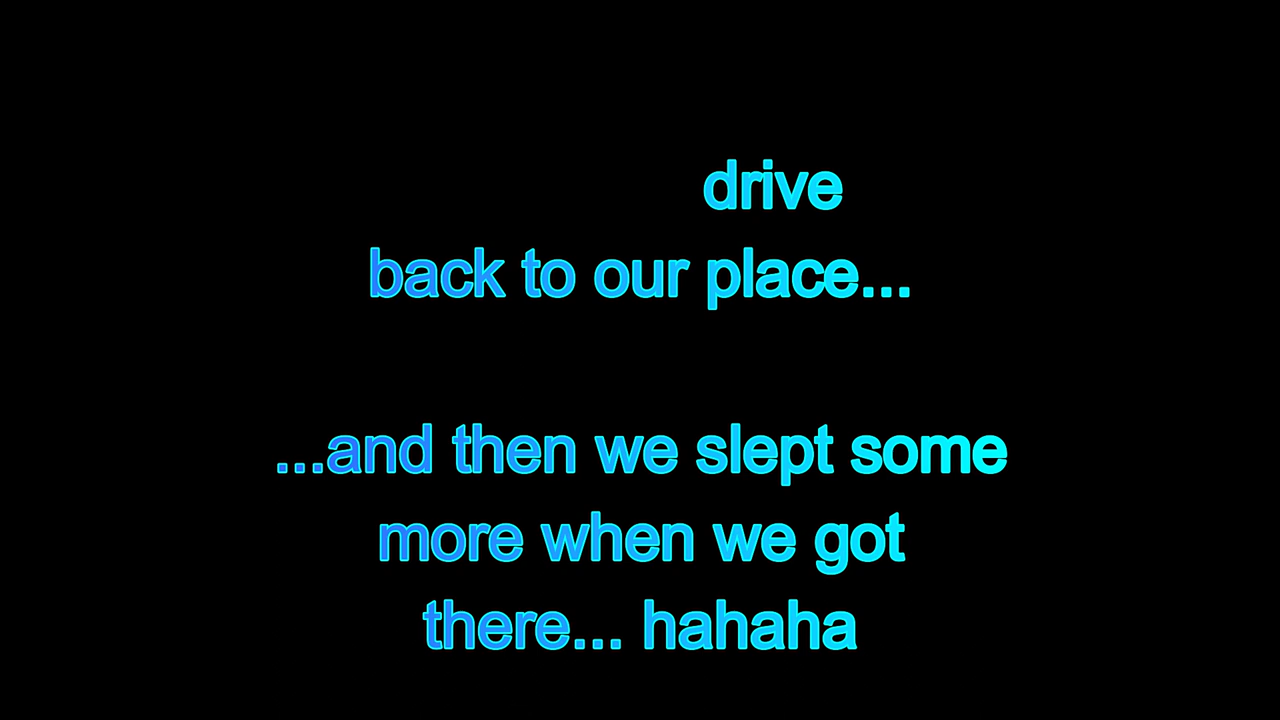 drive
back to our place...
...and then we slept some
more when we got
there... hahaha